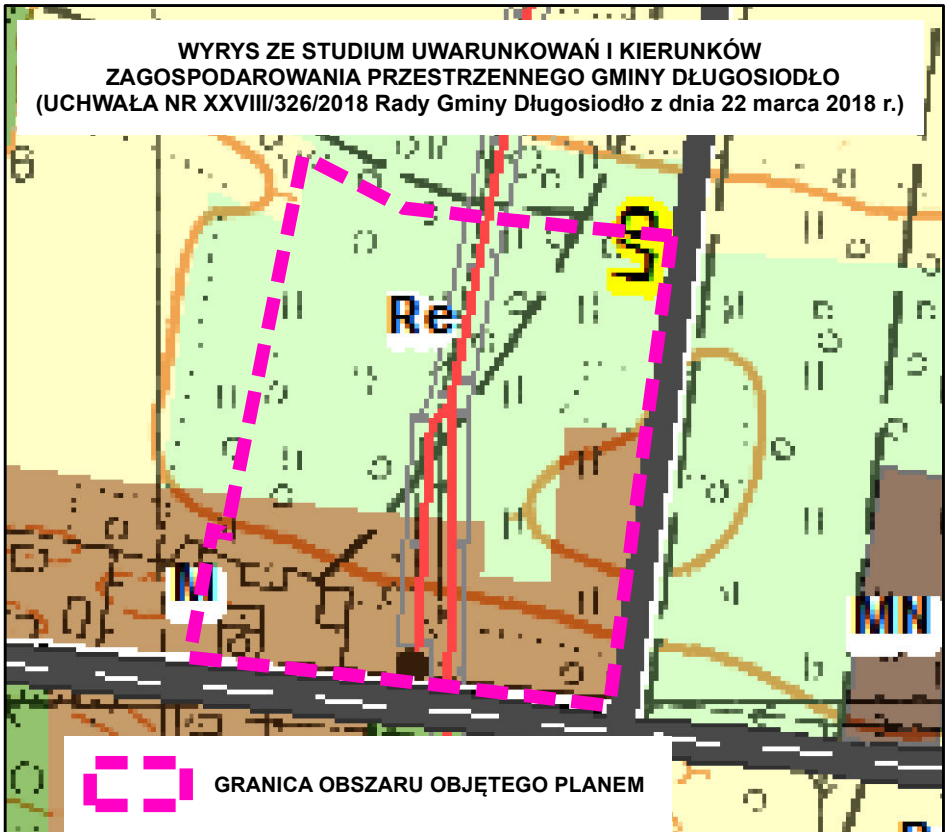 WYRYS ZE STUDIUM UWARUNKOWAŃ I KIERUNKÓW
ZAGOSPODAROWANIA PRZESTRZENNEGO GMINY DŁUGOSIODŁO
(UCHWAŁA NR XXVIII/326/2018 Rady Gminy Długosiodło z dnia 22 marca 2018 r.)
Re
M
MN
GRANICA OBSZARU OBJĘTEGO PLANEM